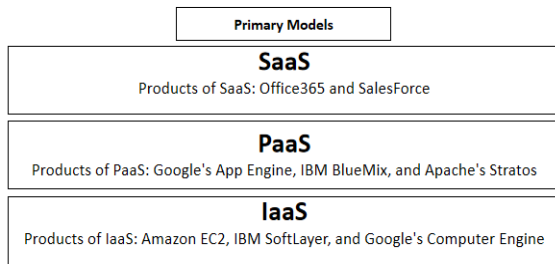 Primary Models
SaaS
Products of SaaS: Office365 and SalesForce
PaaS
Products of PaaS: Google's App Engine, IBM BlueMix, and Apache's Stratos
IaaS
Products of IaaS: Amazon EC2, IBM SoftLayer, and Google's Computer Engine